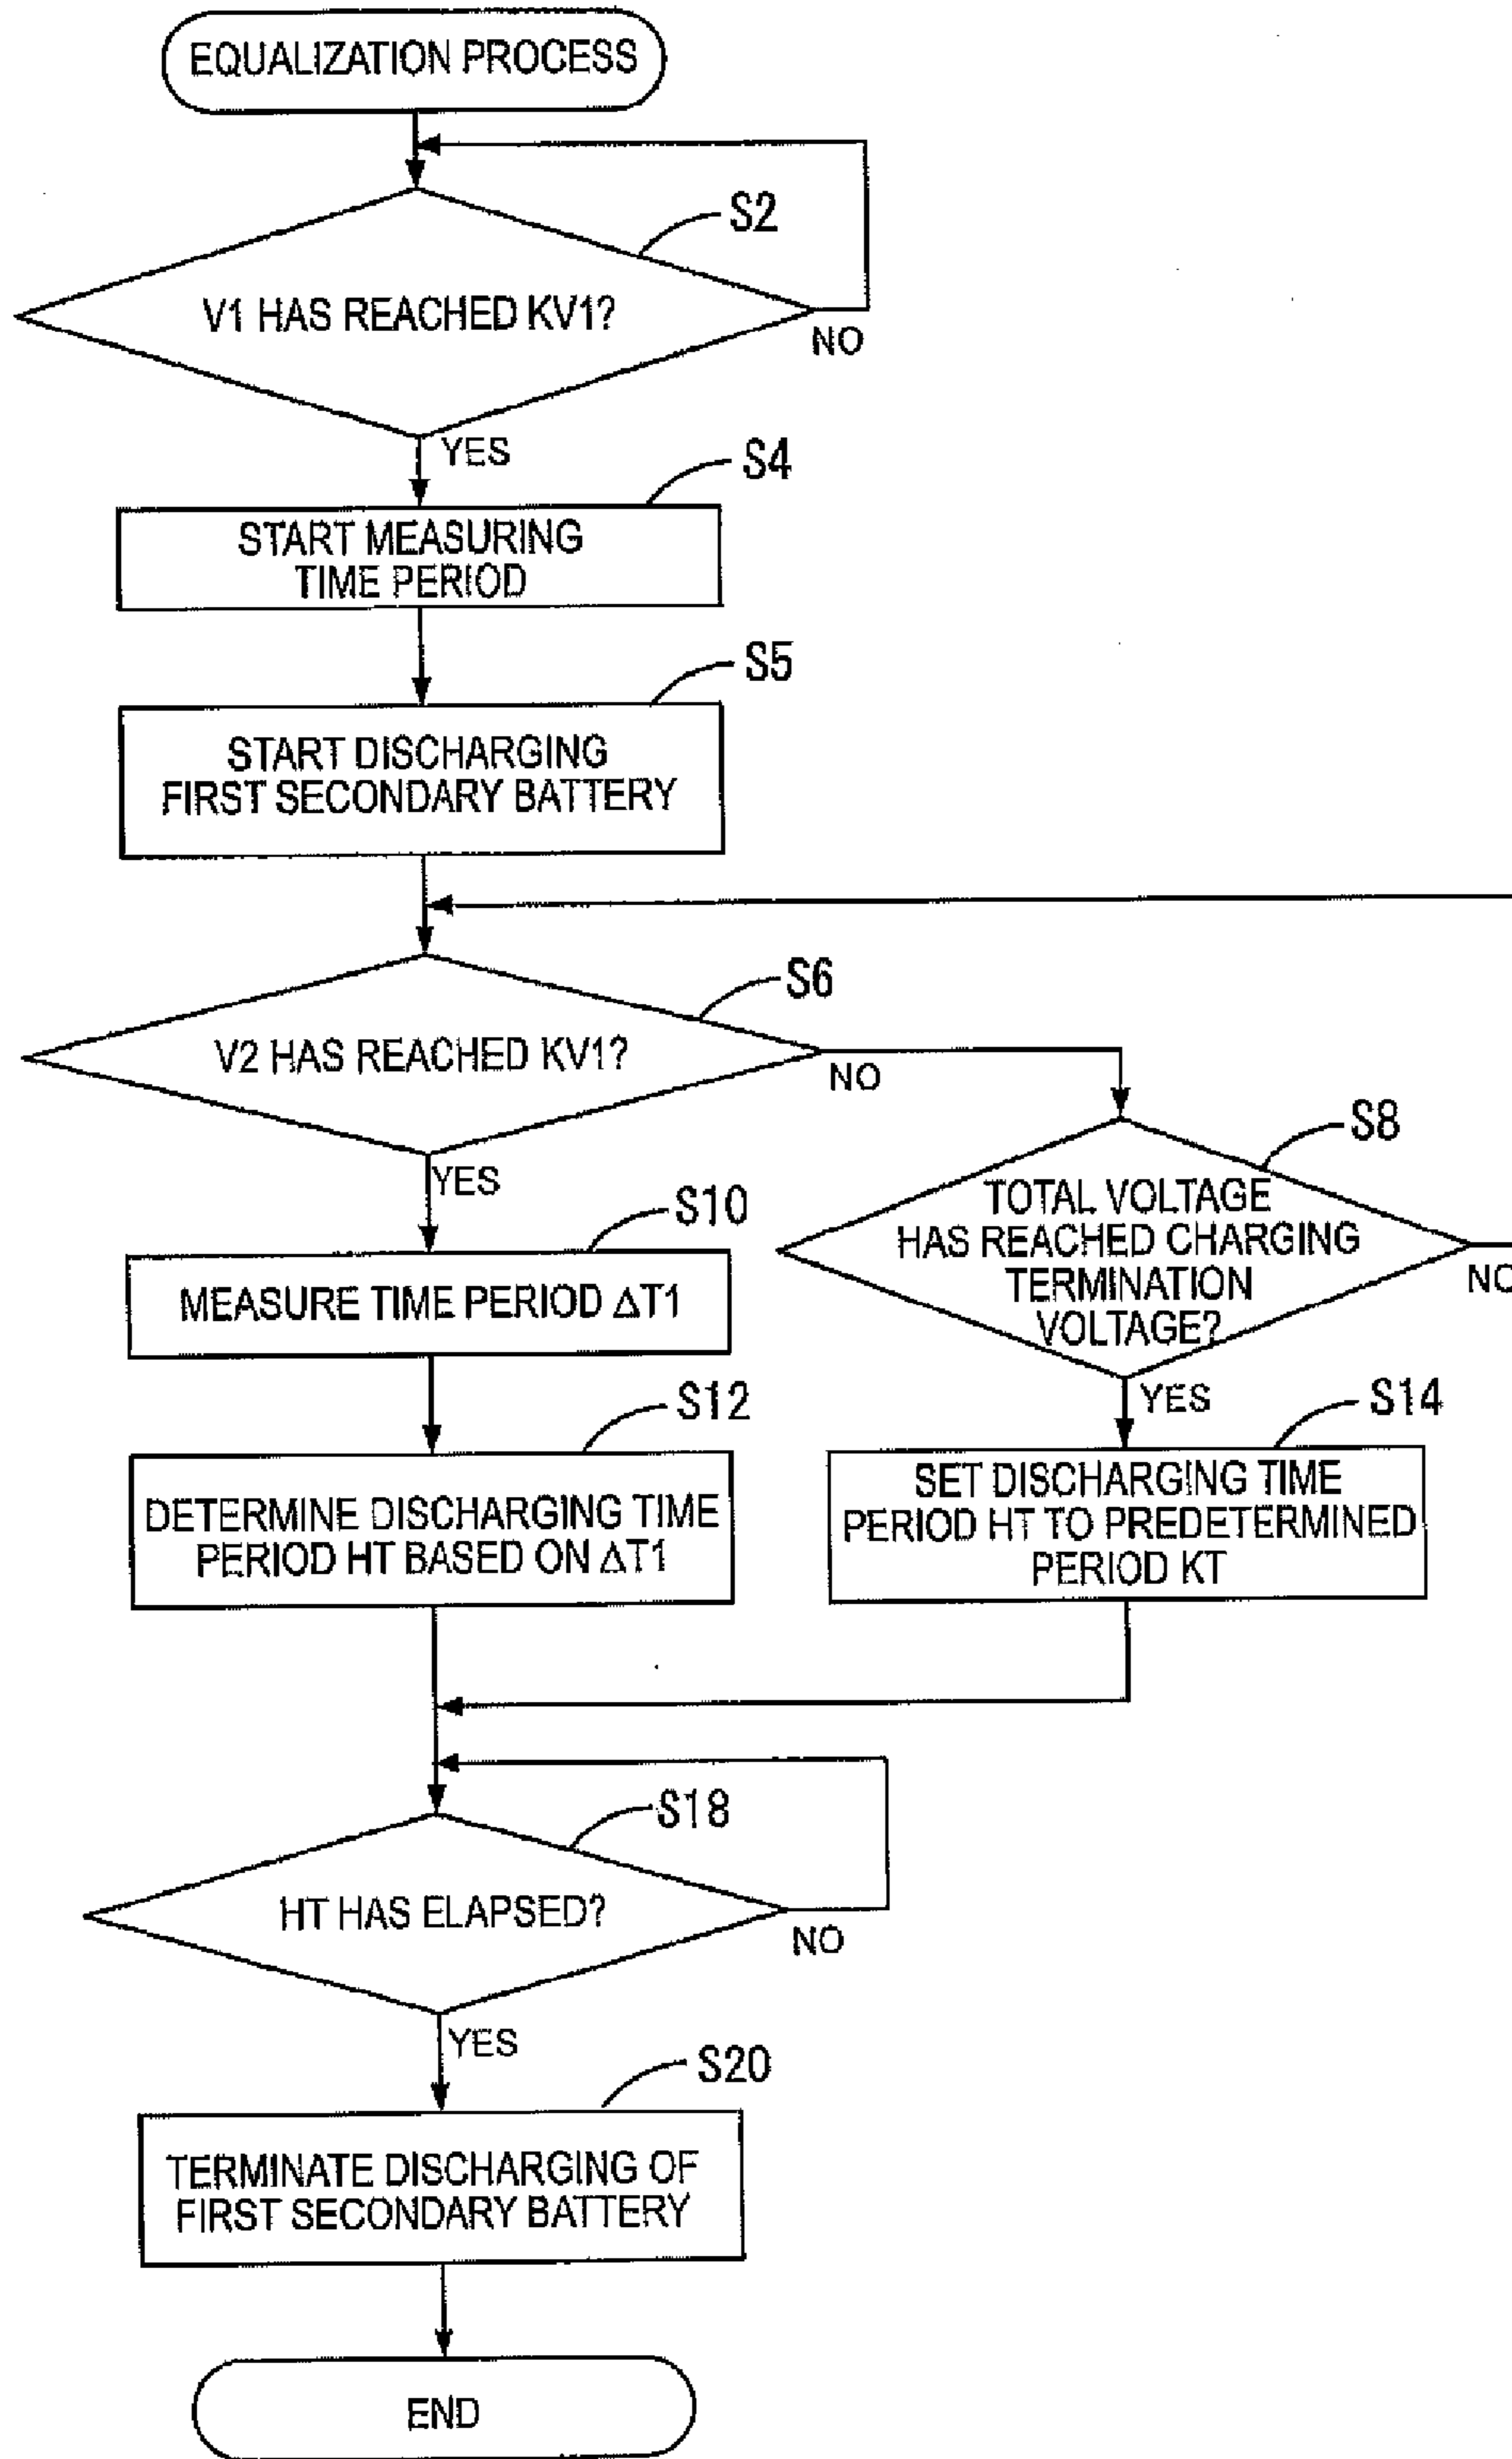 EQUALIZATION PROCESS
S2
V1 HAS REACHED KV1?
NO
YES
S4
START MEASURING
TIME PERIOD
S5
START DISCHARGING
FIRST SECONDARY BATTERY
S6
V2 HAS REACHED KV1?
NO
YES
S8
TOTAL VOLTAGE
HAS REACHED CHARGING
TERMINATION
VOLTAGE?
NO
YES
S10
MEASURE TIME PERIOD ΔT1
S12
DETERMINE DISCHARGING TIME
PERIOD HT BASED ON ΔT1
S14
SET DISCHARGING TIME
PERIOD HT TO PREDETERMINED
PERIOD KT
S18
HT HAS ELAPSED?
NO
YES
S20
TERMINATE DISCHARGING OF
FIRST SECONDARY BATTERY
END